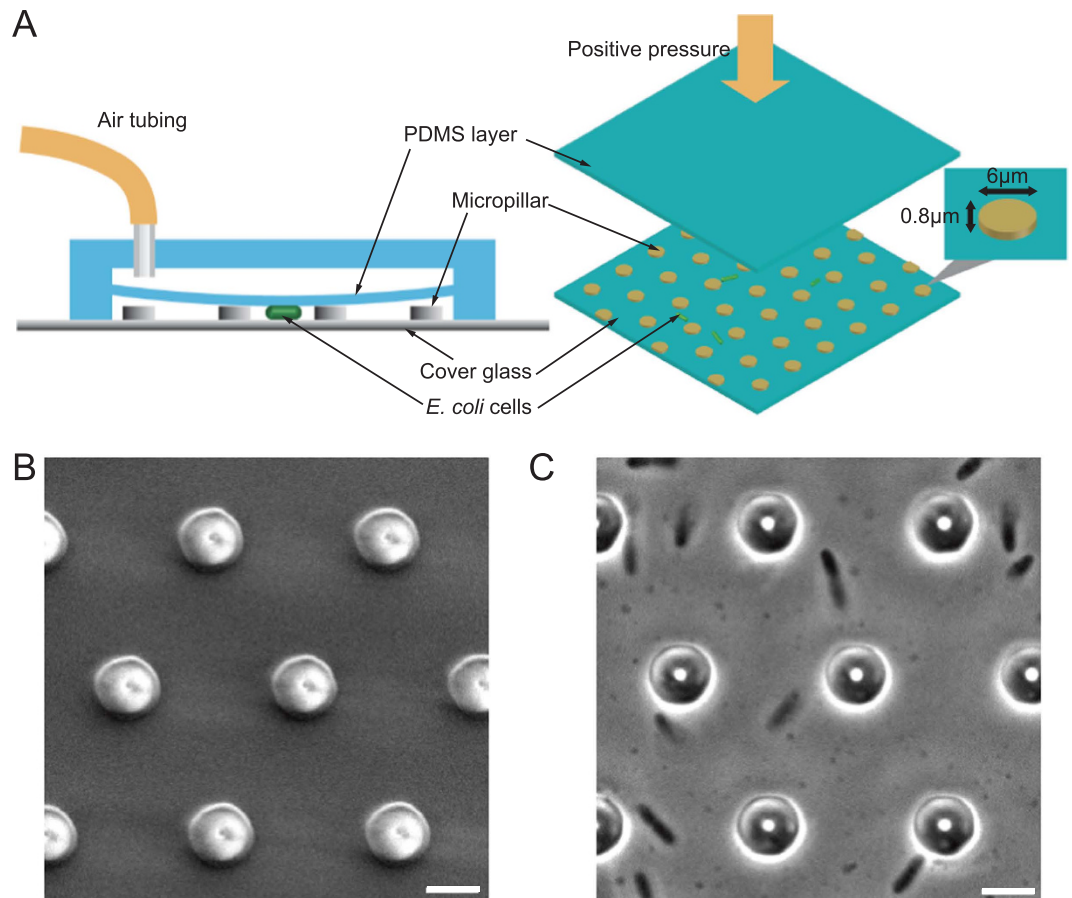 A
Positive pressure
Air tubing
PDMS layer
Micropillar
6μm
0.8μm
Cover glass
E. coli cells
B
C